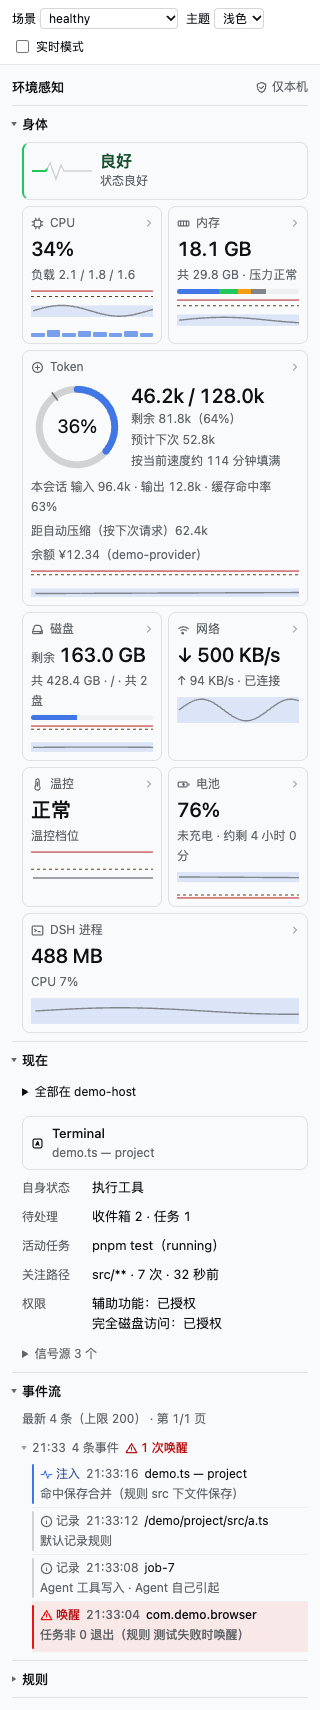 场景 healthy 主题 浅色
实时模式
环境感知 仅本机
身体
良好
状态良好
CPU
34%
负载 2.1 / 1.8 / 1.6
内存
18.1 GB
共 29.8 GB · 压力正常
Token
36%
46.2k / 128.0k
剩余 81.8k（64%）
预计下次 52.8k
按当前速度约 114 分钟填满
本会话 输入 96.4k · 输出 12.8k · 缓存命中率
63%
距自动压缩（按下次请求）62.4k
余额 ¥12.34（demo-provider）
磁盘
剩余 163.0 GB
共 428.4 GB · / · 共 2
盘
网络
↓ 500 KB/s
↑ 94 KB/s · 已连接
温控
正常
温控档位
电池
76%
未充电 · 约剩 4 小时 0
分
DSH 进程
488 MB
CPU 7%
现在
全部在 demo-host
Terminal
demo.ts — project
自身状态 执行工具
待处理 收件箱 2 · 任务 1
活动任务 pnpm test（running）
关注路径 src/** · 7 次 · 32 秒前
权限 辅助功能：已授权
完全磁盘访问：已授权
信号源 3 个
事件流
最新 4 条（上限 200） · 第 1/1 页
21:33 4 条事件 1 次唤醒
注入 21:33:16 demo.ts — project
命中保存合并（规则 src 下文件保存）
记录 21:33:12 /demo/project/src/a.ts
默认记录规则
记录 21:33:08 job-7
Agent 工具写入 · Agent 自己引起
唤醒 21:33:04 com.demo.browser
任务非 0 退出（规则 测试失败时唤醒）
规则